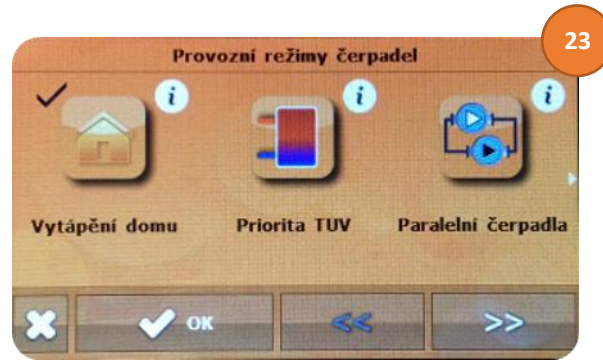 23
Provozní režimy čerpadel
i i i
Vytápění domu Priorita TUV Paralelní čerpadla
OK << >>